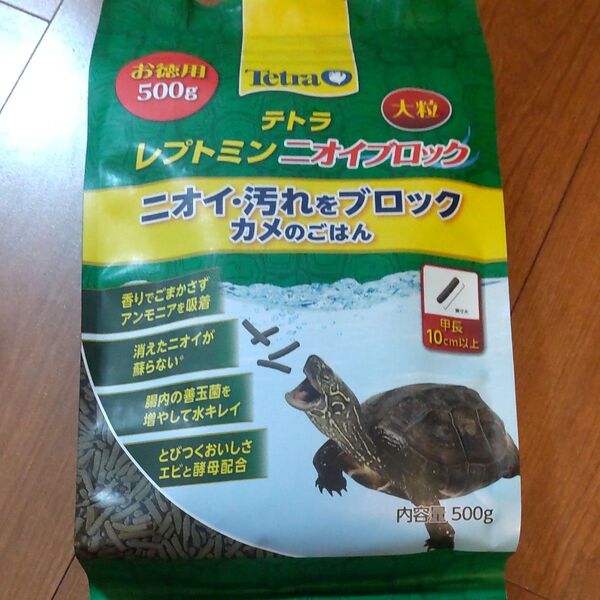 お徳用
500g
Tetra
大粒
テトラ
レプトミン ニオイブロック
ニオイ・汚れをブロック
カメのごはん
香りでごまかさず
アンモニアを吸着
消えたニオイが
蘇らない※
腸内の善玉菌を
増やして水キレイ
とびつくおいしさ
エビと酵母配合
実寸大
甲長
10cm以上
内容量 500g